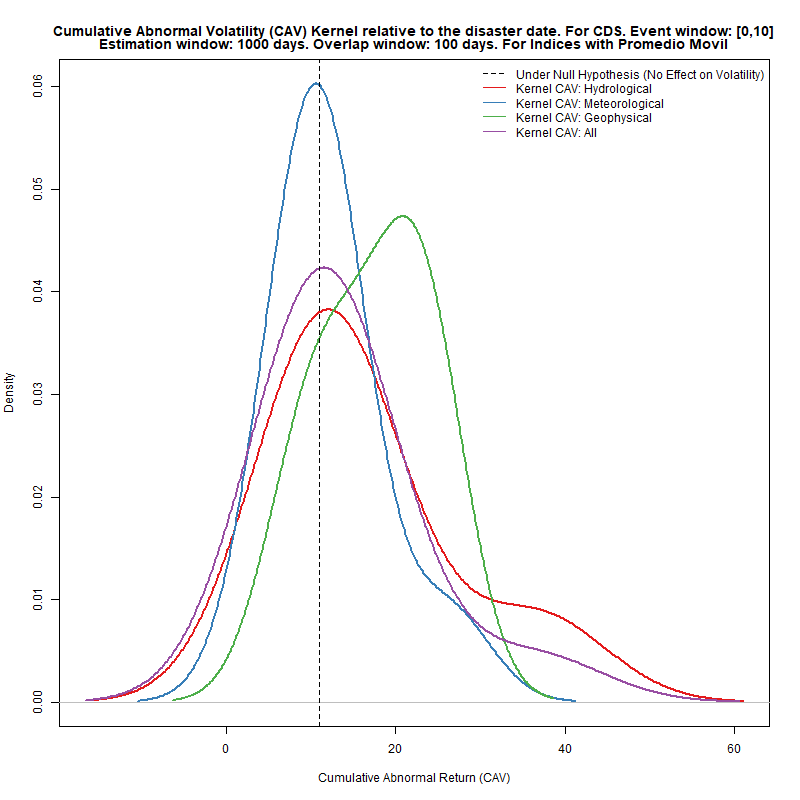 Cumulative Abnormal Volatility (CAV) Kernel relative to the disaster date. For CDS. Event window: [0,10]
Estimation window: 1000 days. Overlap window: 100 days. For Indices with Promedio Movil
Under Null Hypothesis (No Effect on Volatility)
Kernel CAV: Hydrological
Kernel CAV: Meteorological
Kernel CAV: Geophysical
Kernel CAV: All
Density
0.06
0.05
0.04
0.03
0.02
0.01
0.00
0 20 40 60
Cumulative Abnormal Return (CAV)